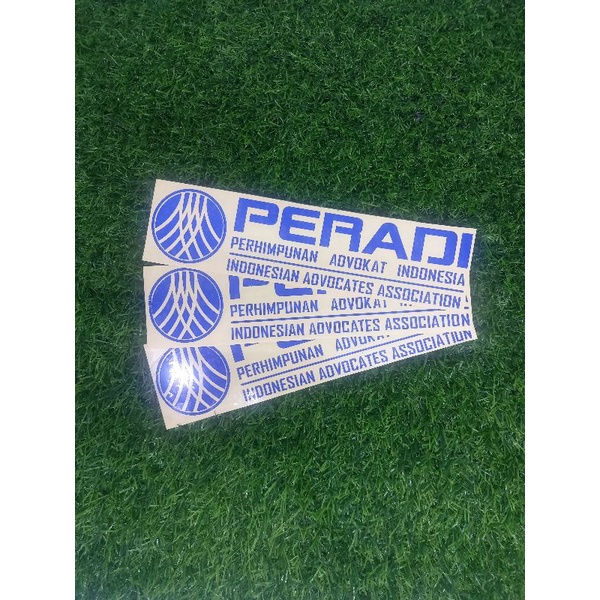 PERADI
PERHIMPUNAN ADVOKAT INDONESIA
INDONESIAN ADVOCATES ASSOCIATION
PERHIMPUNAN ADVOKAT
INDONESIAN ADVOCATES ASSOCIATION
PERHIMPUNAN ADVOKAT INDONESIA
INDONESIAN ADVOCATES ASSOCIATION